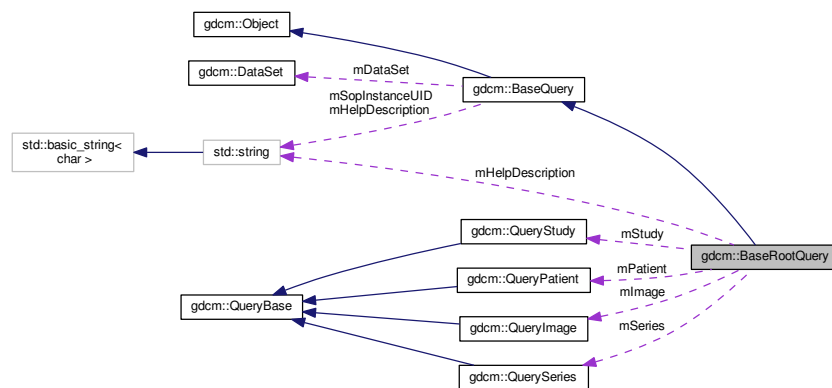 gdcm::Object
gdcm::DataSet
mDataSet
gdcm::BaseQuery
mSopInstanceUID
mHelpDescription
std::basic_string<
char >
std::string
mHelpDescription
gdcm::QueryStudy
mStudy
gdcm::BaseRootQuery
mPatient
gdcm::QueryPatient
mImage
gdcm::QueryBase
gdcm::QueryImage
mSeries
gdcm::QuerySeries